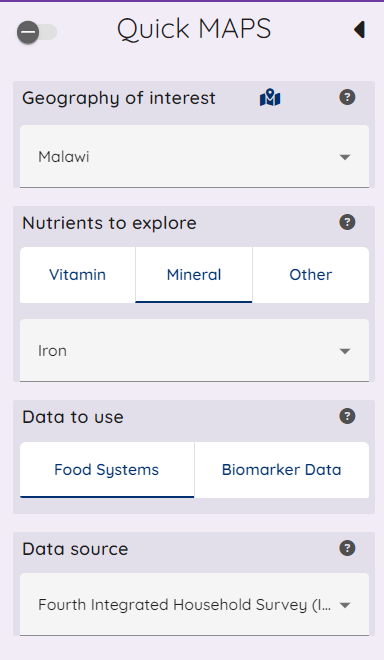 Quick MAPS
Geography of interest
?
Malawi
Nutrients to explore
?
Vitamin
Mineral
Other
Iron
Data to use
?
Food Systems
Biomarker Data
Data source
?
Fourth Integrated Household Survey (I...